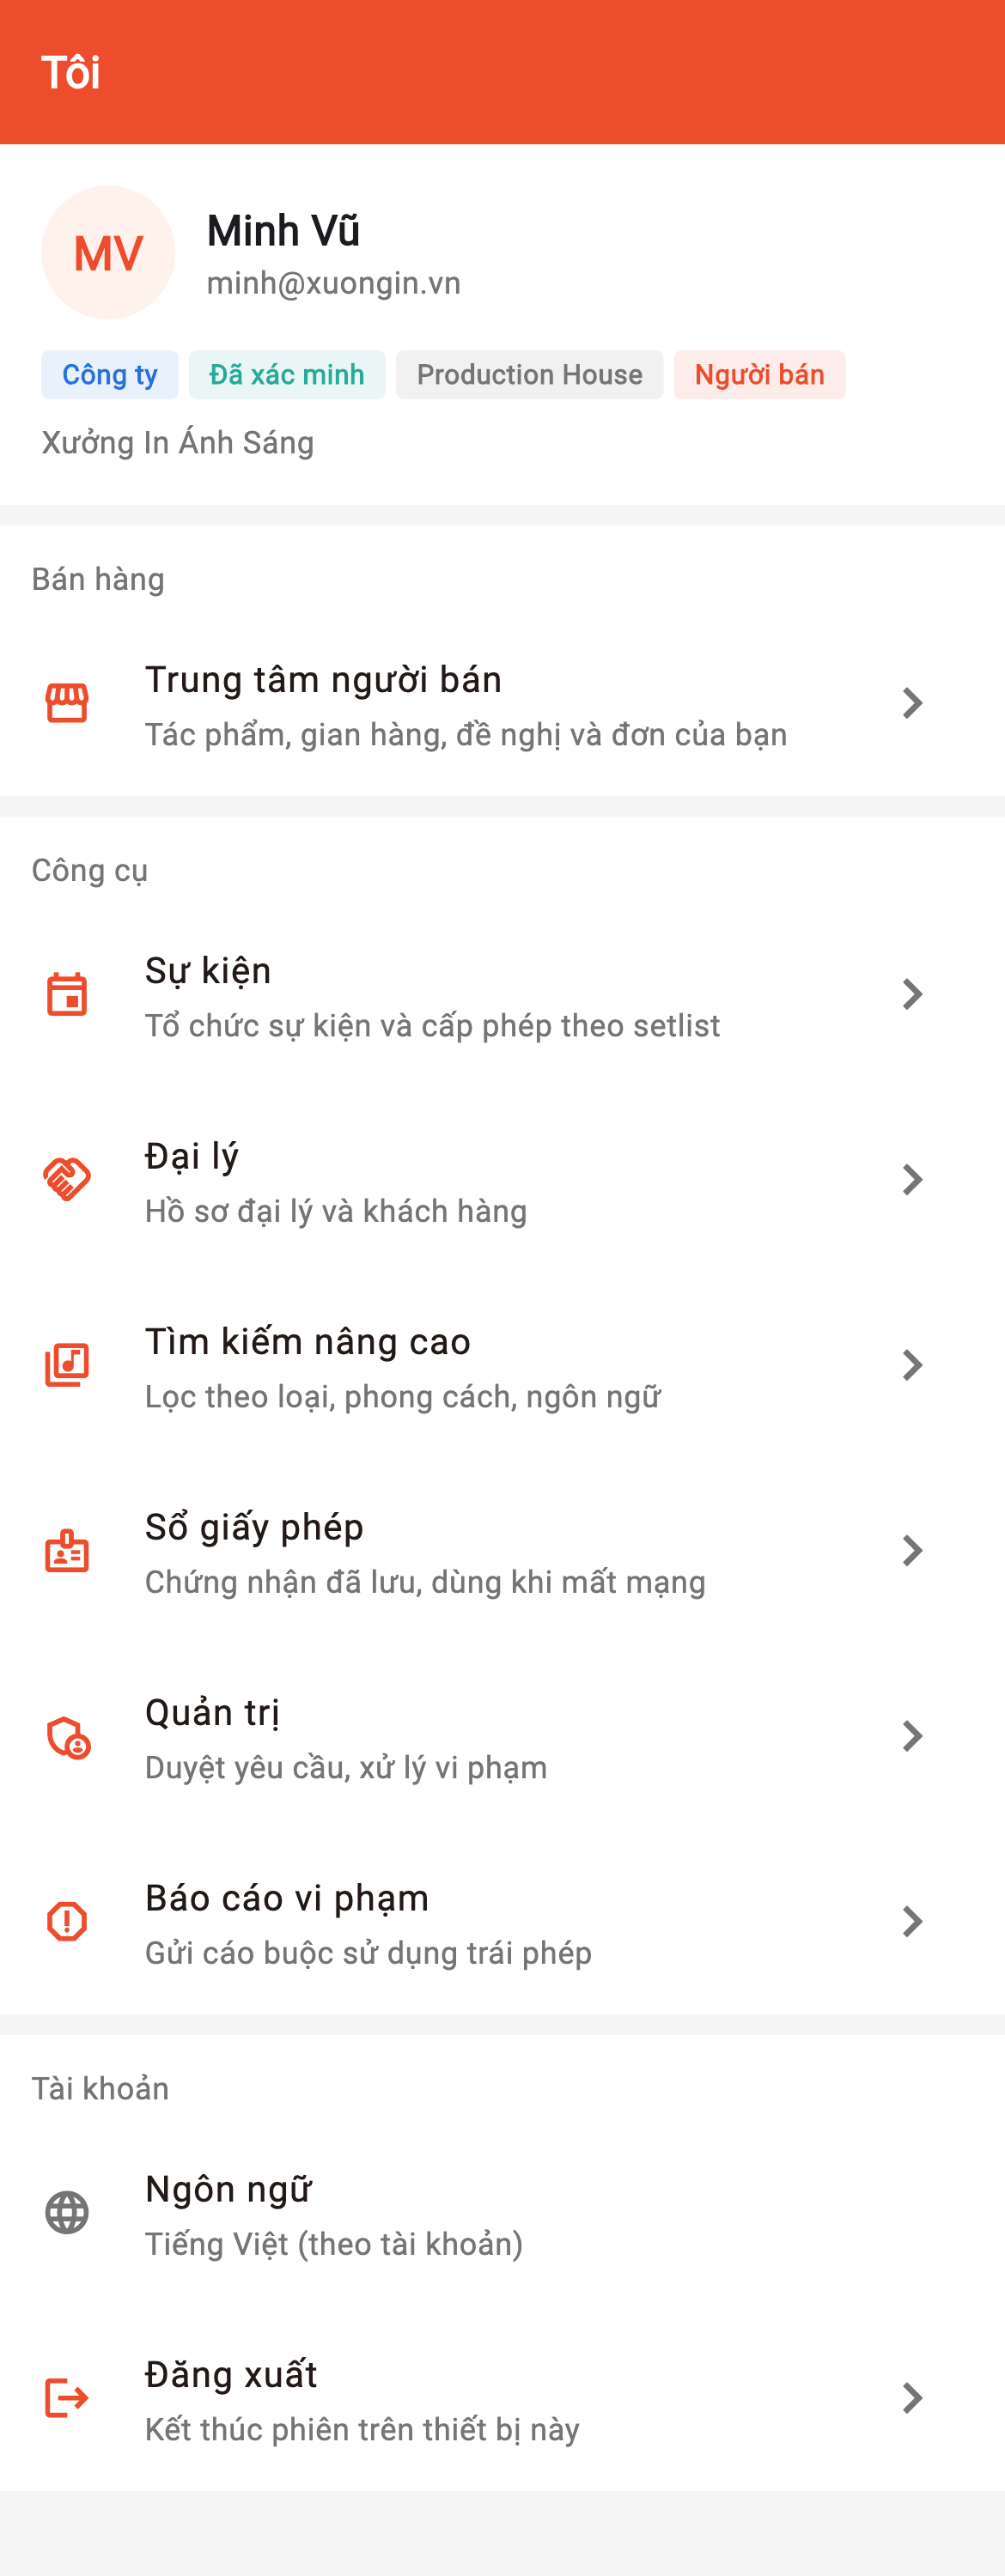 Tôi
MV
Minh Vũ
minh@xuongin.vn
Công ty
Đã xác minh
Production House
Người bán
Xưởng In Ánh Sáng
Bán hàng
Trung tâm người bán
Tác phẩm, gian hàng, đề nghị và đơn của bạn
Công cụ
Sự kiện
Tổ chức sự kiện và cấp phép theo setlist
Đại lý
Hồ sơ đại lý và khách hàng
Tìm kiếm nâng cao
Lọc theo loại, phong cách, ngôn ngữ
Sổ giấy phép
Chứng nhận đã lưu, dùng khi mất mạng
Quản trị
Duyệt yêu cầu, xử lý vi phạm
Báo cáo vi phạm
Gửi cáo buộc sử dụng trái phép
Tài khoản
Ngôn ngữ
Tiếng Việt (theo tài khoản)
Đăng xuất
Kết thúc phiên trên thiết bị này